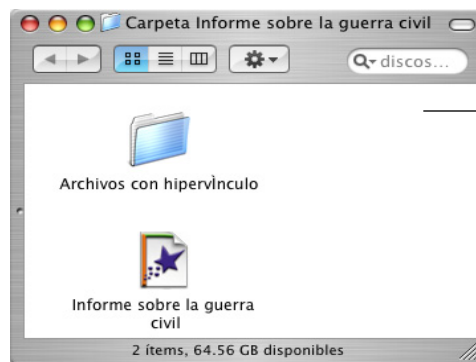 Carpeta Informe sobre la guerra civil
discos...
Archivos con hipervÌnculo
Informe sobre la guerra
civil
2 ítems, 64.56 GB disponibles